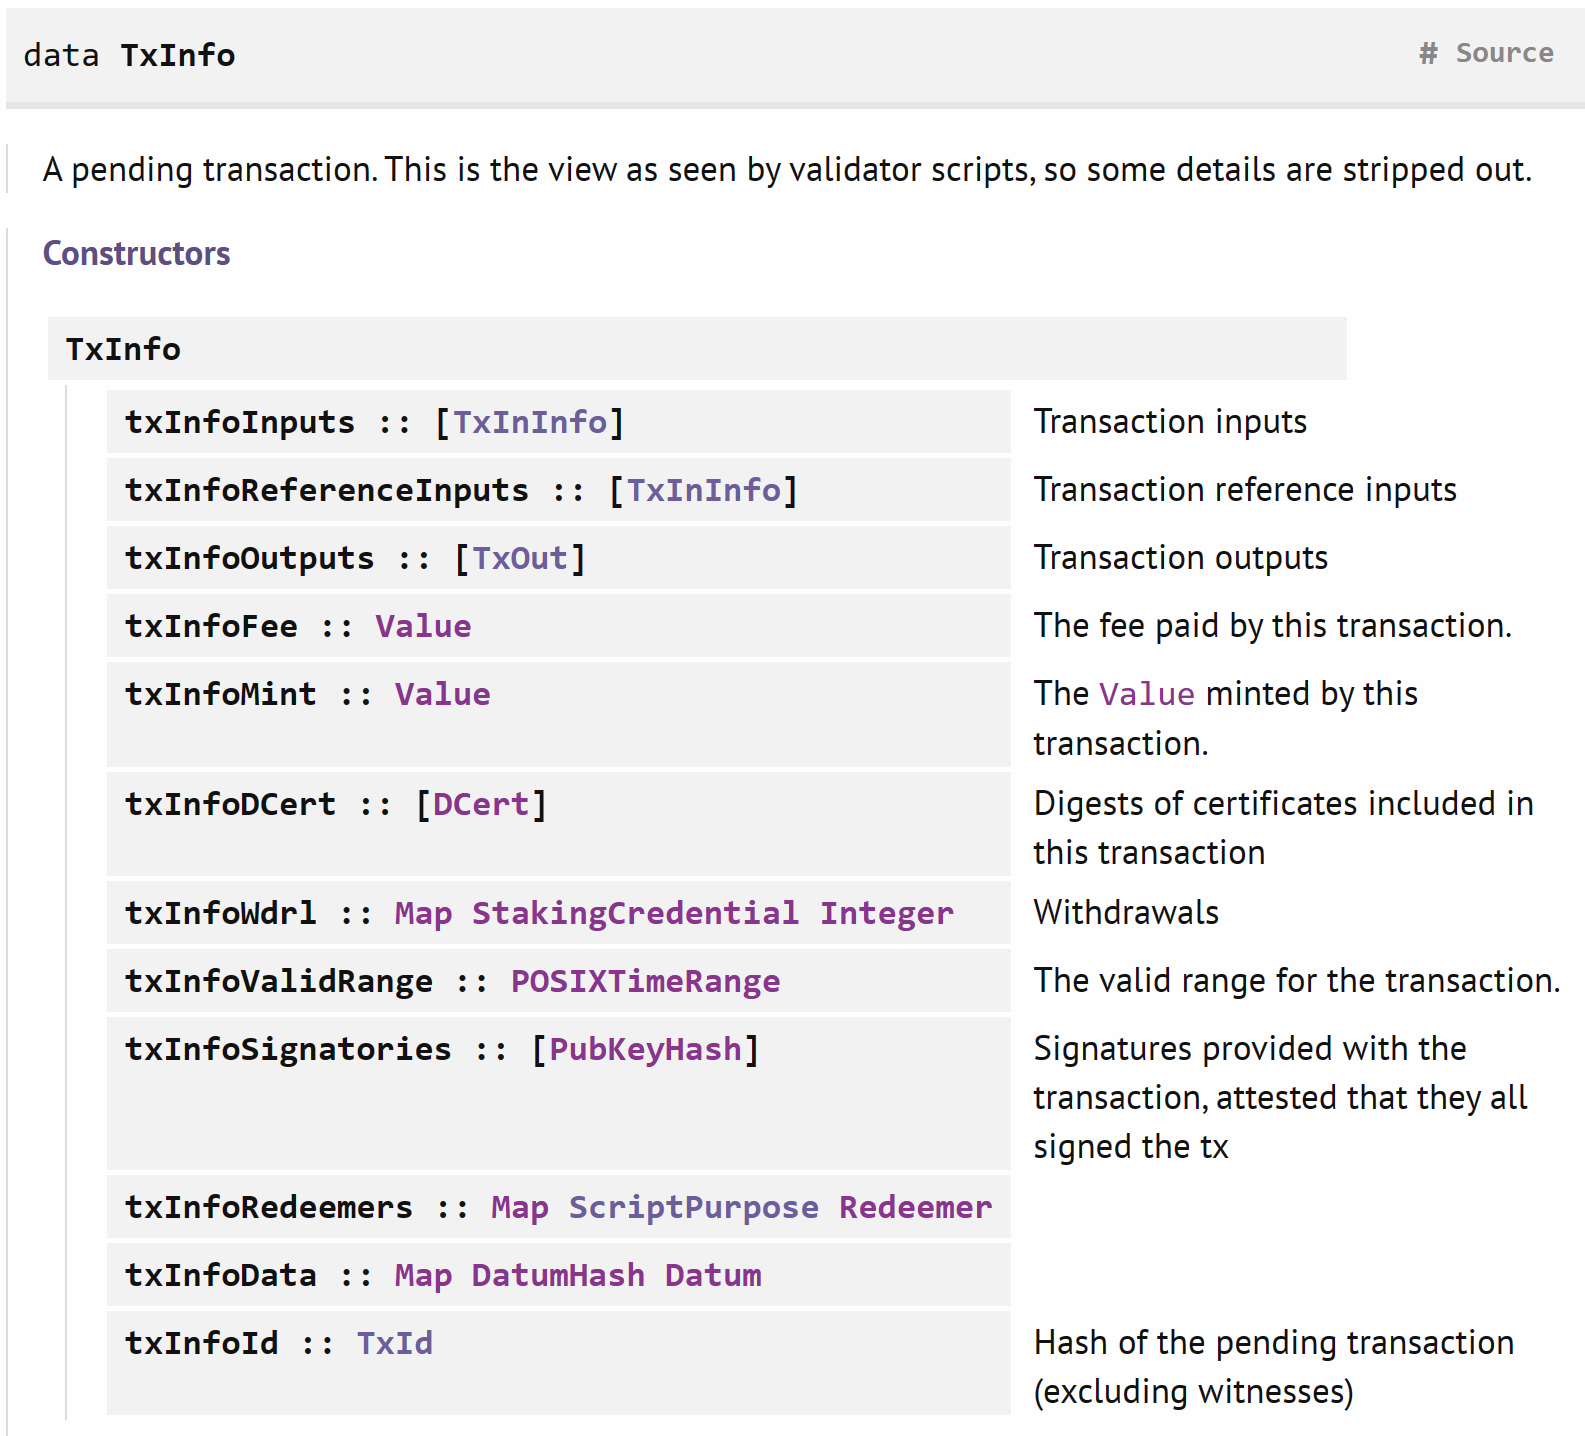 data TxInfo # Source
A pending transaction. This is the view as seen by validator scripts, so some details are stripped out.
Constructors
TxInfo
txInfoInputs :: [TxInInfo] Transaction inputs
txInfoReferenceInputs :: [TxInInfo] Transaction reference inputs
txInfoOutputs :: [TxOut] Transaction outputs
txInfoFee :: Value The fee paid by this transaction.
txInfoMint :: Value The Value minted by this
transaction.
txInfoDCert :: [DCert] Digests of certificates included in
this transaction
txInfoWdrl :: Map StakingCredential Integer Withdrawals
txInfoValidRange :: POSIXTimeRange The valid range for the transaction.
txInfoSignatories :: [PubKeyHash] Signatures provided with the
transaction, attested that they all
signed the tx
txInfoRedeemers :: Map ScriptPurpose Redeemer
txInfoData :: Map DatumHash Datum
txInfoId :: TxId Hash of the pending transaction
(excluding witnesses)